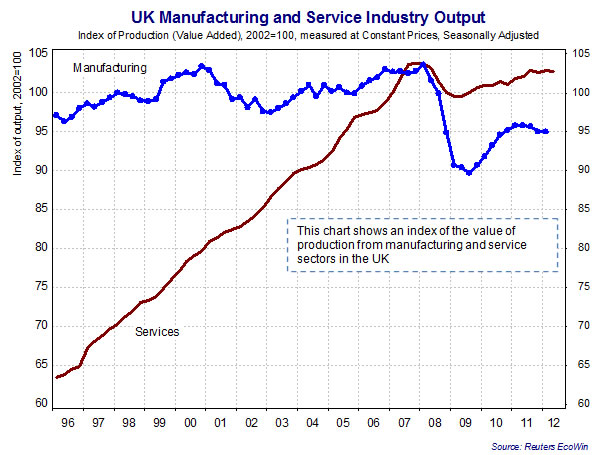 UK Manufacturing and Service Industry Output
Index of Production (Value Added), 2002=100, measured at Constant Prices, Seasonally Adjusted
Index of output, 2002=100
105
100
95
90
85
80
75
70
65
60
Manufacturing
Services
This chart shows an index of the value of
production from manufacturing and service
sectors in the UK
105
100
95
90
85
80
75
70
65
60
96 97 98 99 00 01 02 03 04 05 06 07 08 09 10 11 12
Source: Reuters EcoWin